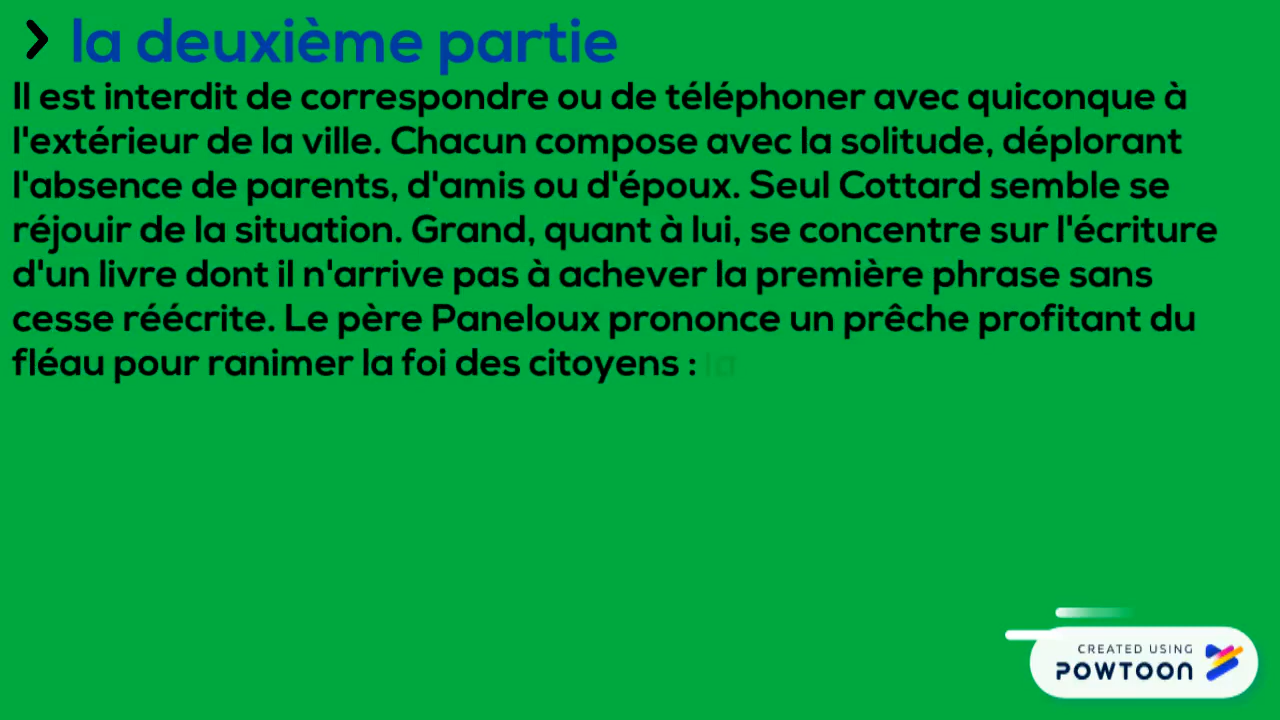 la deuxième partie
Il est interdit de correspondre ou de téléphoner avec quiconque à
l'extérieur de la ville. Chacun compose avec la solitude, déplorant
l'absence de parents, d'amis ou d'époux. Seul Cottard semble se
réjouir de la situation. Grand, quant à lui, se concentre sur l'écriture
d'un livre dont il n'arrive pas à achever la première phrase sans
cesse réécrite. Le père Paneloux prononce un prêche profitant du
fléau pour ranimer la foi des citoyens : la
CREATED USING
POWTOON